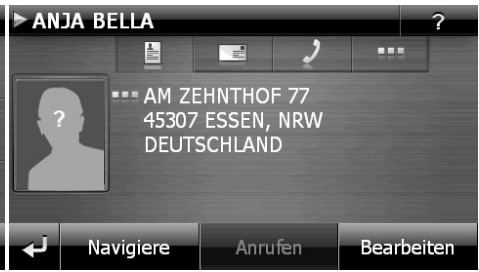 ANJA BELLA ?
?
AM ZEHNTHOF 77
45307 ESSEN, NRW
DEUTSCHLAND
Navigiere Anrufen Bearbeiten